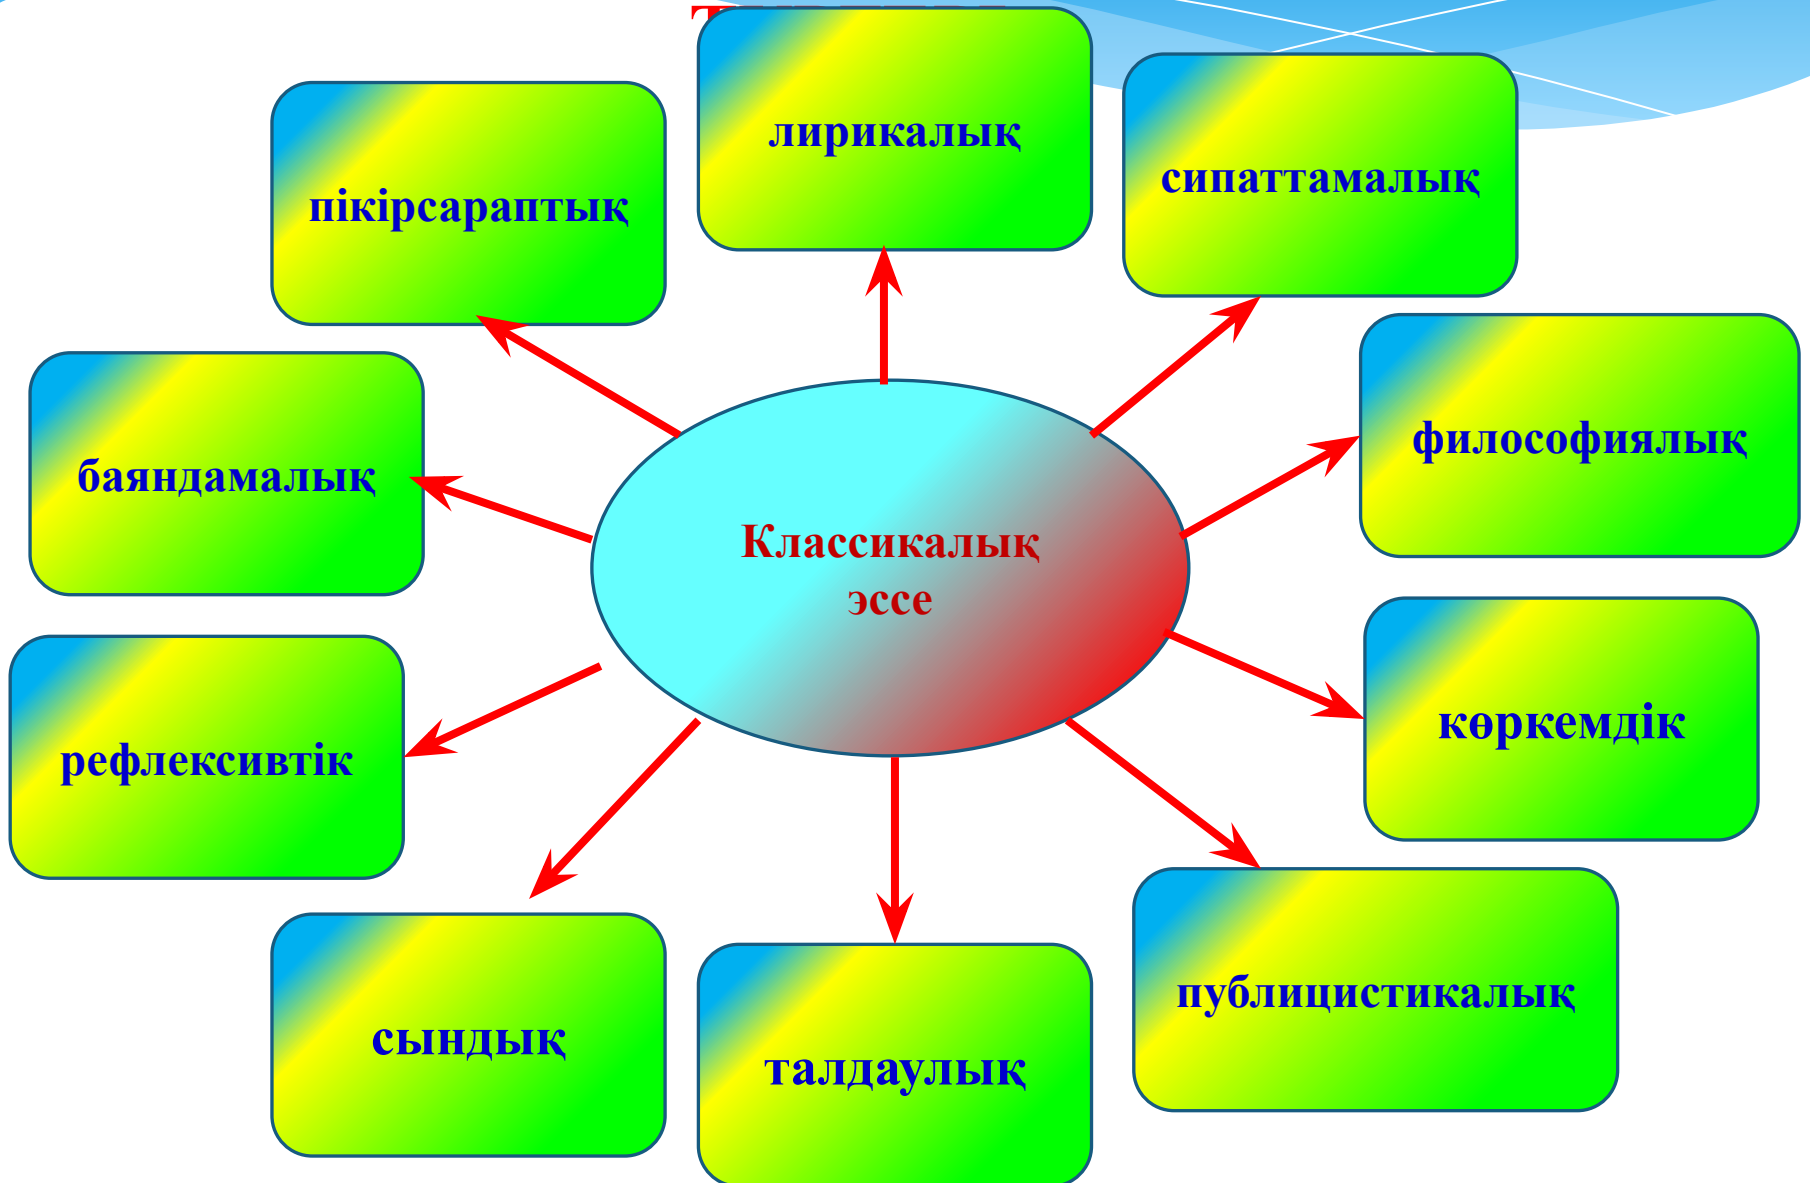 лирикалық
сипаттамалық
пікірсараптық
философиялық
баяндамалық
Классикалық
эссе
көркемдік
рефлексивтік
публицистикалық
сындық
талдаулық